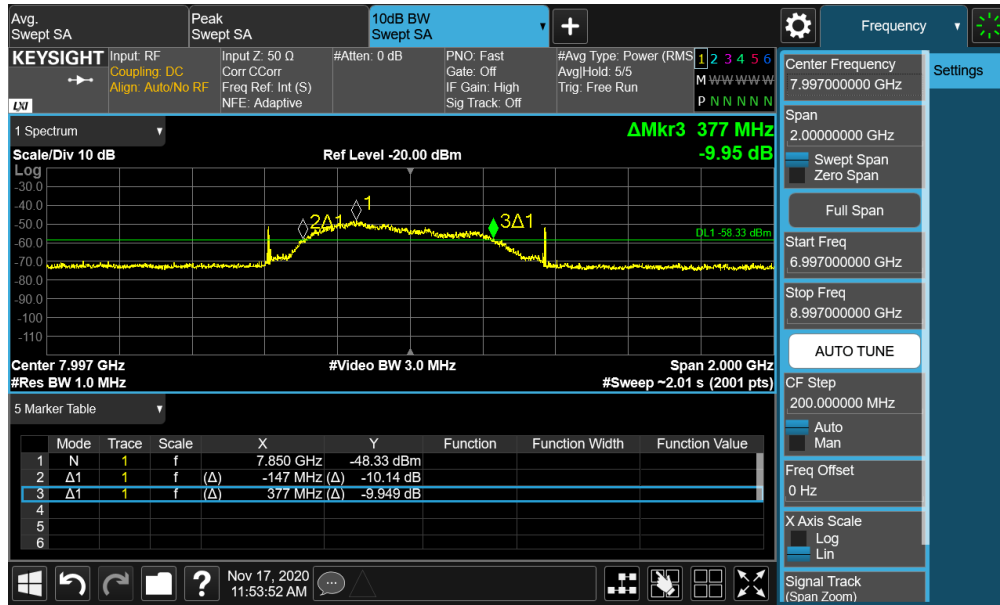 Avg.
Swept SA
Peak
Swept SA
10dB BW
Swept SA
Frequency
KEYSIGHT
LXI
Input: RF
Coupling: DC
Align: Auto/No RF
Input Z: 50 Ω
Corr CCorr
Freq Ref: Int (S)
NFE: Adaptive
#Atten: 0 dB
PNO: Fast
Gate: Off
IF Gain: High
Sig Track: Off
#Avg Type: Power (RMS
Avg|Hold: 5/5
Trig: Free Run
1 2 3 4 5 6
M W W W W W
P N N N N N
1 Spectrum
ΔMkr3 377 MHz
-9.95 dB
Scale/Div 10 dB
Ref Level -20.00 dBm
Log
-30.0
-40.0
-50.0
-60.0
-70.0
-80.0
-90.0
-100
-110
1
2Δ1
3Δ1
DL1 -58.33 dBm
Center 7.997 GHz
#Video BW 3.0 MHz
Span 2.000 GHz
#Res BW 1.0 MHz
#Sweep ~2.01 s (2001 pts)
5 Marker Table
Mode Trace Scale X Y Function Function Width Function Value
1 N 1 f 7.850 GHz -48.33 dBm
2 Δ1 1 f (Δ) -147 MHz (Δ) -10.14 dB
3 Δ1 1 f (Δ) 377 MHz (Δ) -9.949 dB
4
5
6
Nov 17, 2020
11:53:52 AM
Center Frequency
7.997000000 GHz
Span
2.00000000 GHz
Swept Span
Zero Span
Full Span
Start Freq
6.997000000 GHz
Stop Freq
8.997000000 GHz
AUTO TUNE
CF Step
200.000000 MHz
Auto
Man
Freq Offset
0 Hz
X Axis Scale
Log
Lin
Signal Track
(Span Zoom)
Settings